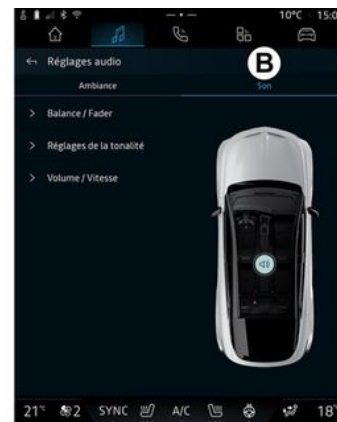 10°C 15:0
Réglages audio
B
Ambiance Son
Balance / Fader
Réglages de la tonalité
Volume / Vitesse
21° 2 SYNC A/C 18°